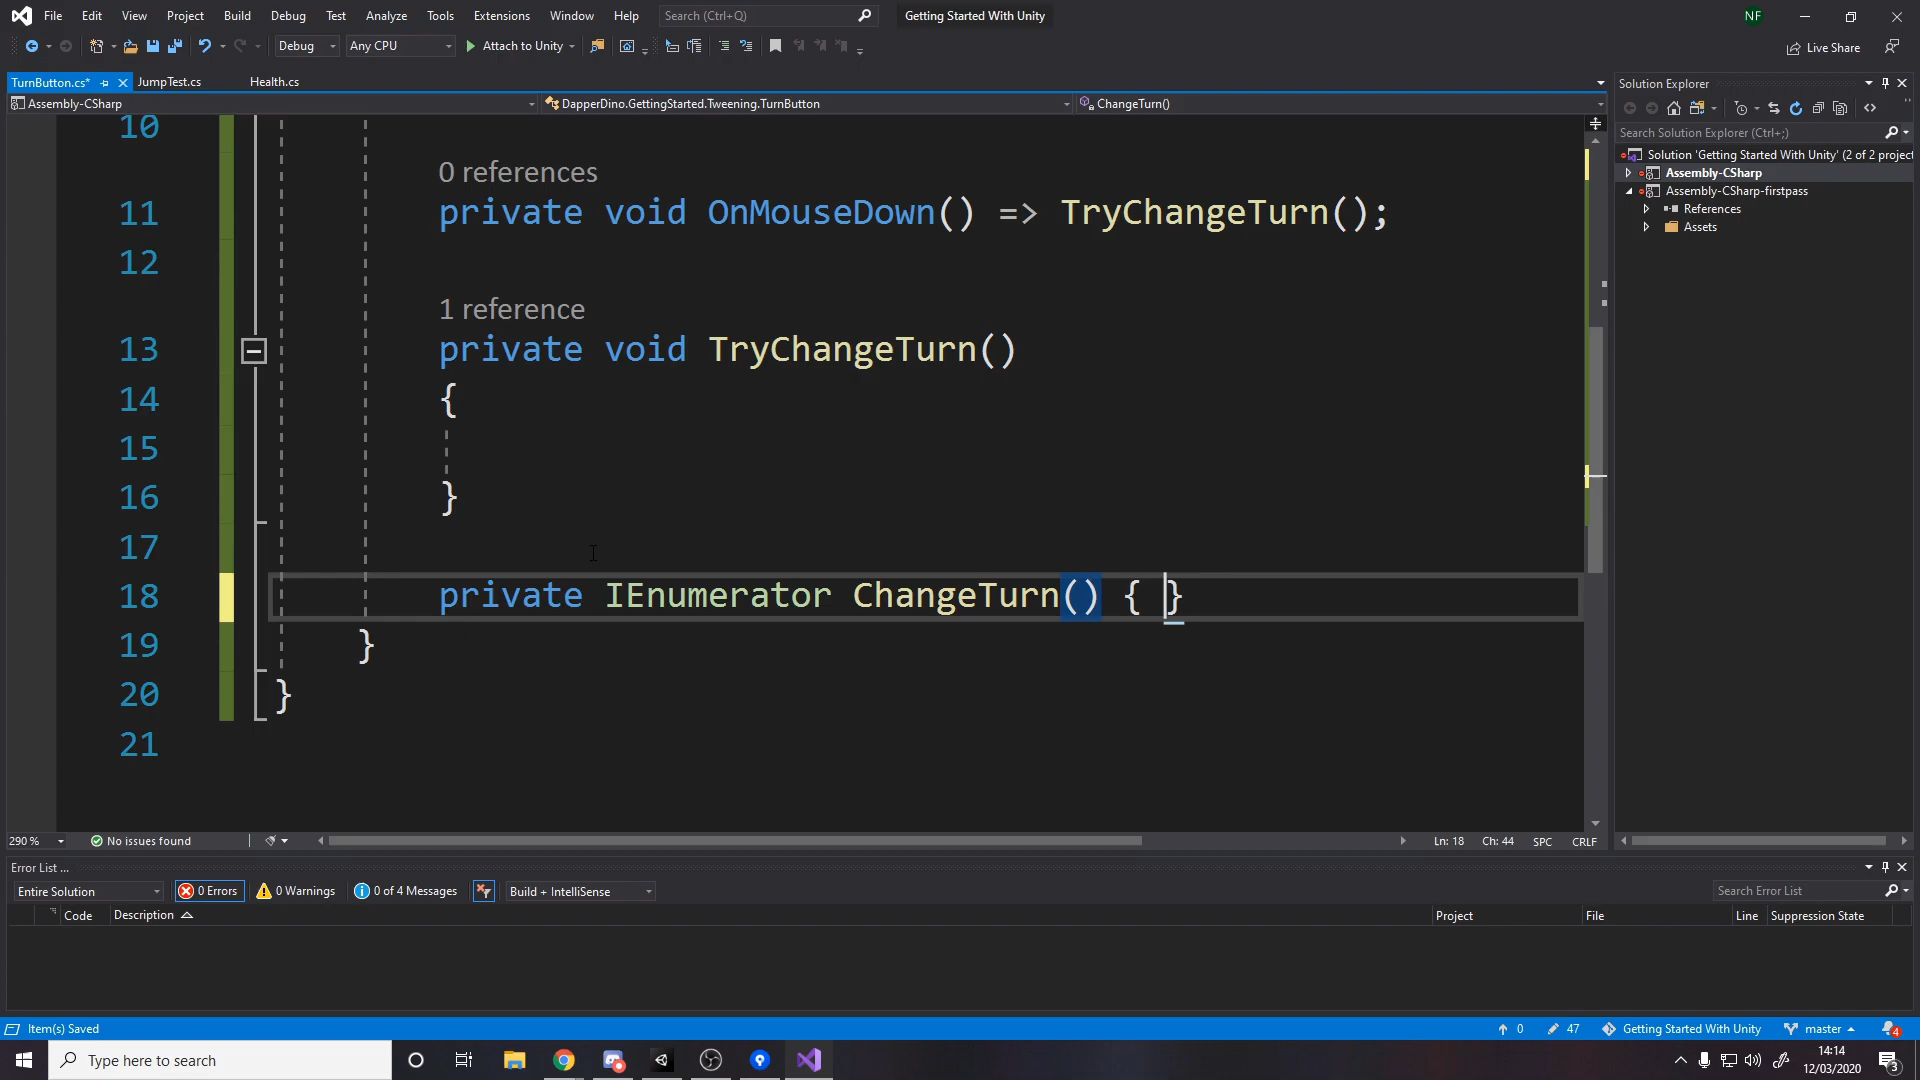 File Edit View Project Build Debug Test Analyze Tools Extensions Window Help Search (Ctrl+Q) Getting Started With Unity NF
Debug Any CPU Attach to Unity Live Share
TurnButton.cs* JumpTest.cs Health.cs
Assembly-CSharp DapperDino.GettingStarted.Tweening.TurnButton ChangeTurn()
10
0 references
11 private void OnMouseDown() => TryChangeTurn();
12
1 reference
13 private void TryChangeTurn()
14 {
15
16 }
17
18 private IEnumerator ChangeTurn() { }
19 }
20 }
21
290 % No issues found Ln: 18 Ch: 44 SPC CRLF
Solution Explorer
Search Solution Explorer (Ctrl+;)
Solution 'Getting Started With Unity' (2 of 2 project
Assembly-CSharp
Assembly-CSharp-firstpass
References
Assets
Error List ...
Entire Solution 0 Errors 0 Warnings 0 of 4 Messages Build + IntelliSense Search Error List
Code Description Project File Line Suppression State
Item(s) Saved 0 47 Getting Started With Unity master 4
Type here to search 14:14
12/03/2020 3